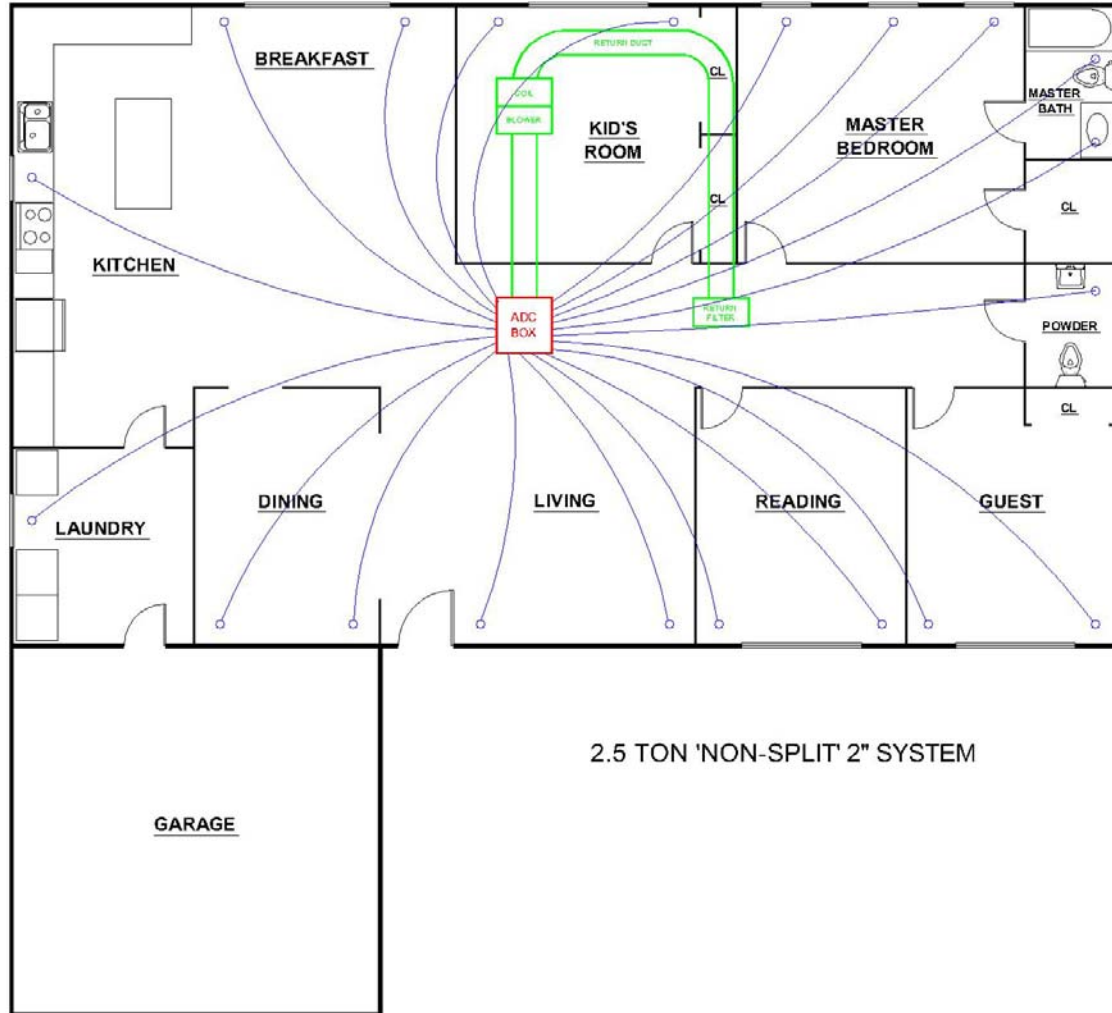 BREAKFAST
RETURN DUCT
COIL
BLOWER
CL
KID'S
ROOM
MASTER
BEDROOM
MASTER
BATH
CL
CL
KITCHEN
ADC
BOX
RETURN
FILTER
POWDER
CL
DINING
LIVING
READING
GUEST
LAUNDRY
2.5 TON 'NON-SPLIT' 2" SYSTEM
GARAGE